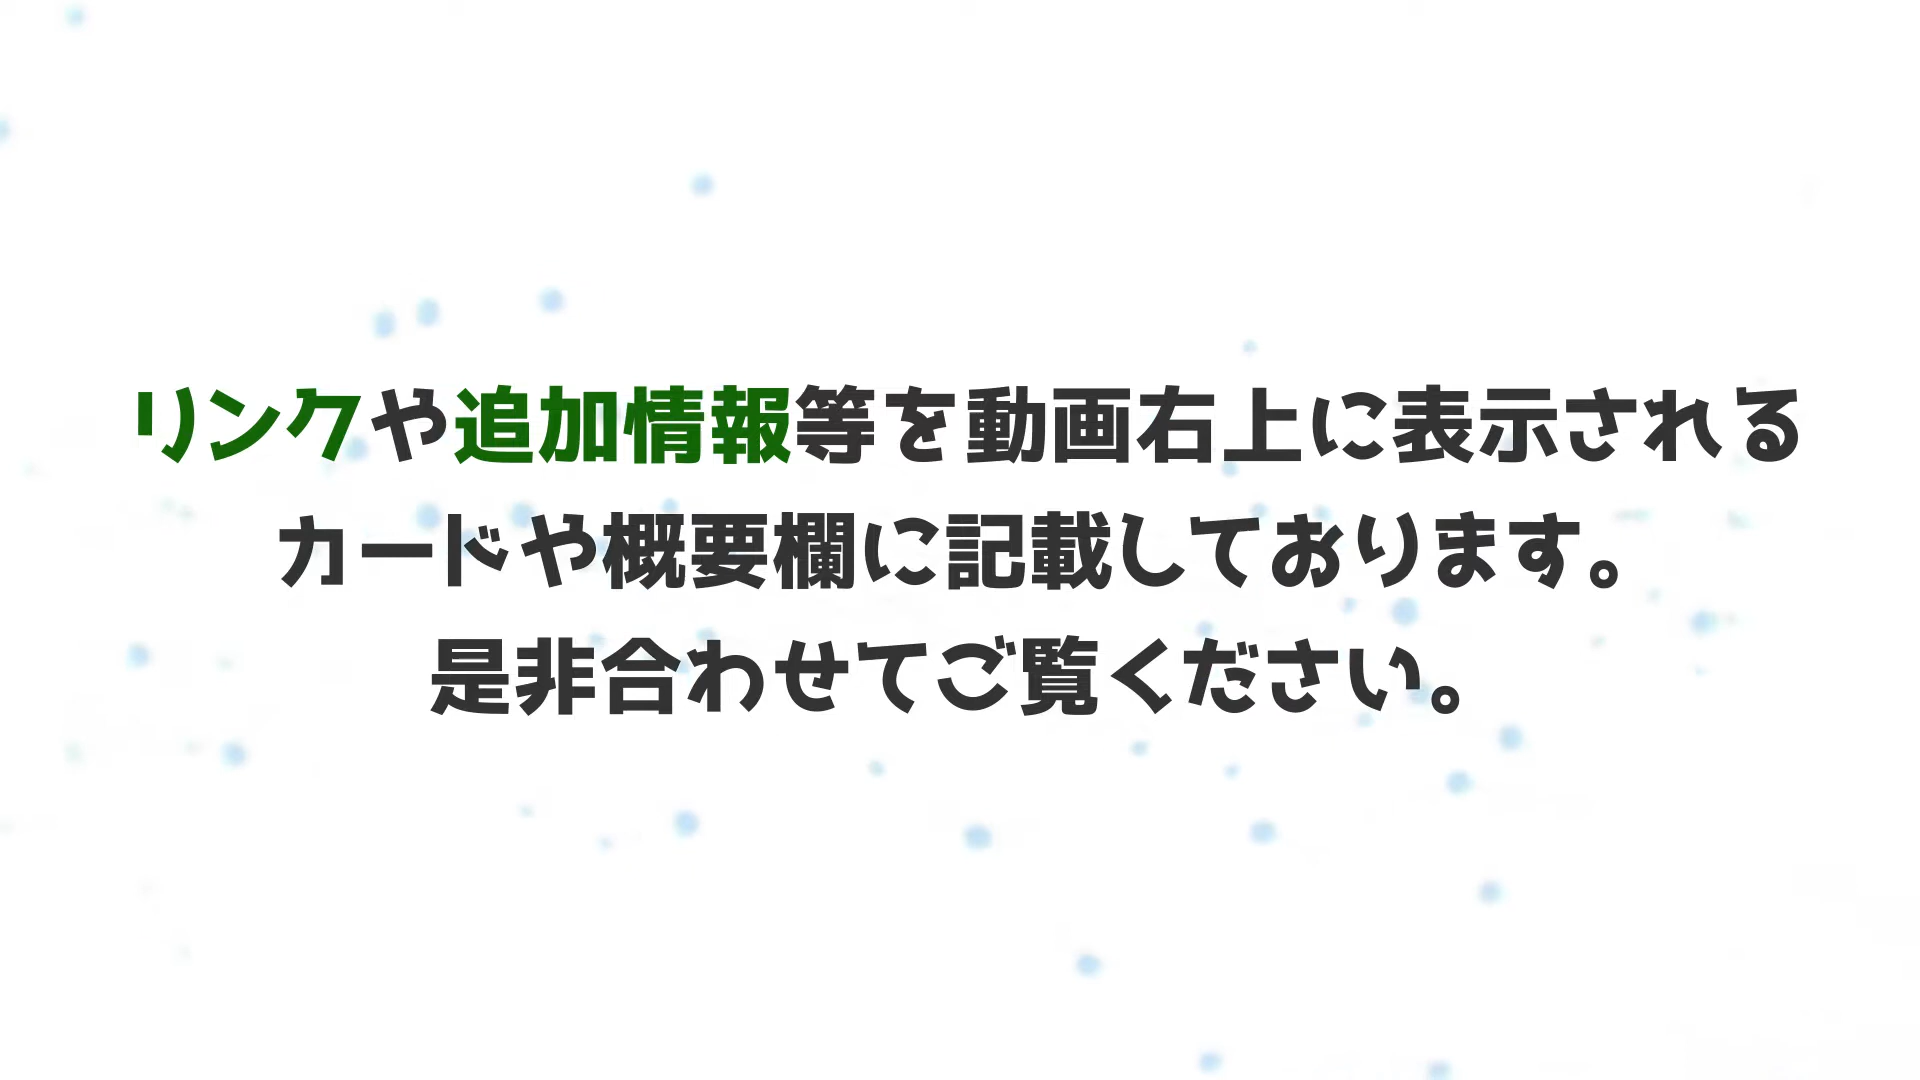 リンクや追加情報等を動画右上に表示される
カードや概要欄に記載しております。
是非合わせてご覧ください。